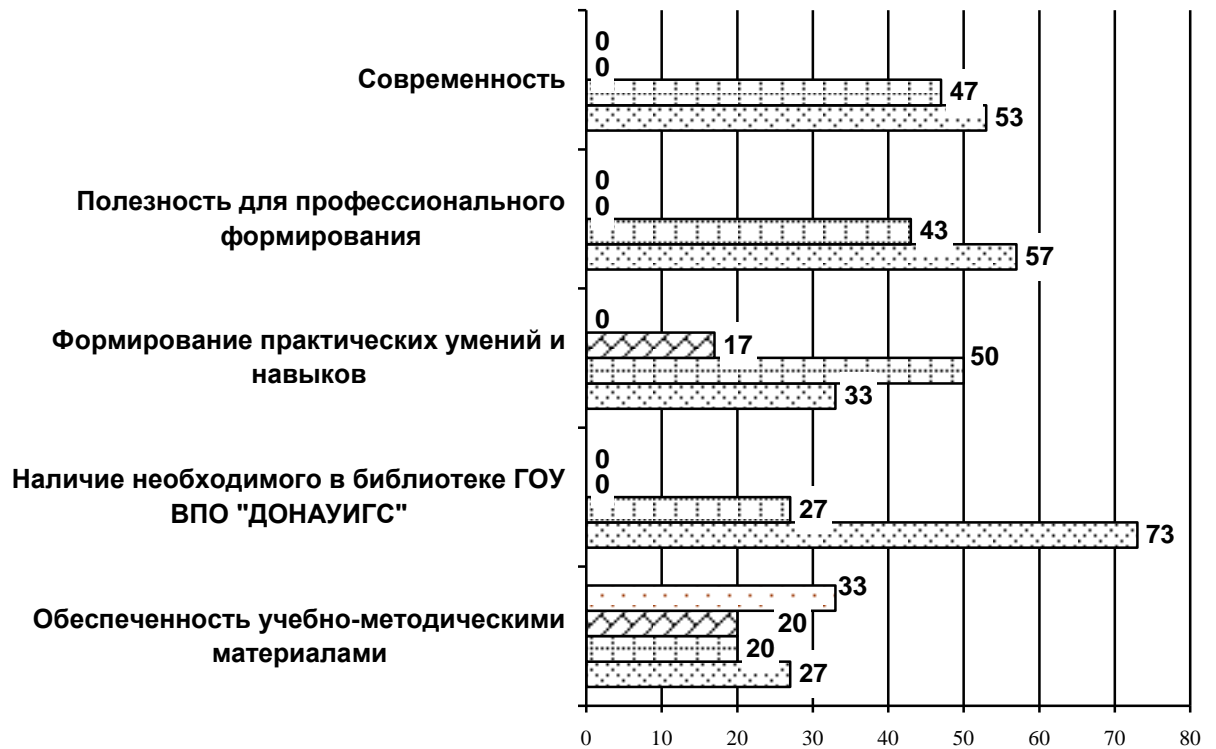 0
0
Современность
47
53
0
Полезность для профессионального
0
формирования
43
57
0
Формирование практических умений и
17
навыков
50
33
0
Наличие необходимого в библиотеке ГОУ
0
ВПО "ДОНАУИГС"
27
73
33
Обеспеченность учебно-методическими
20
материалами
20
27
0 10 20 30 40 50 60 70 80